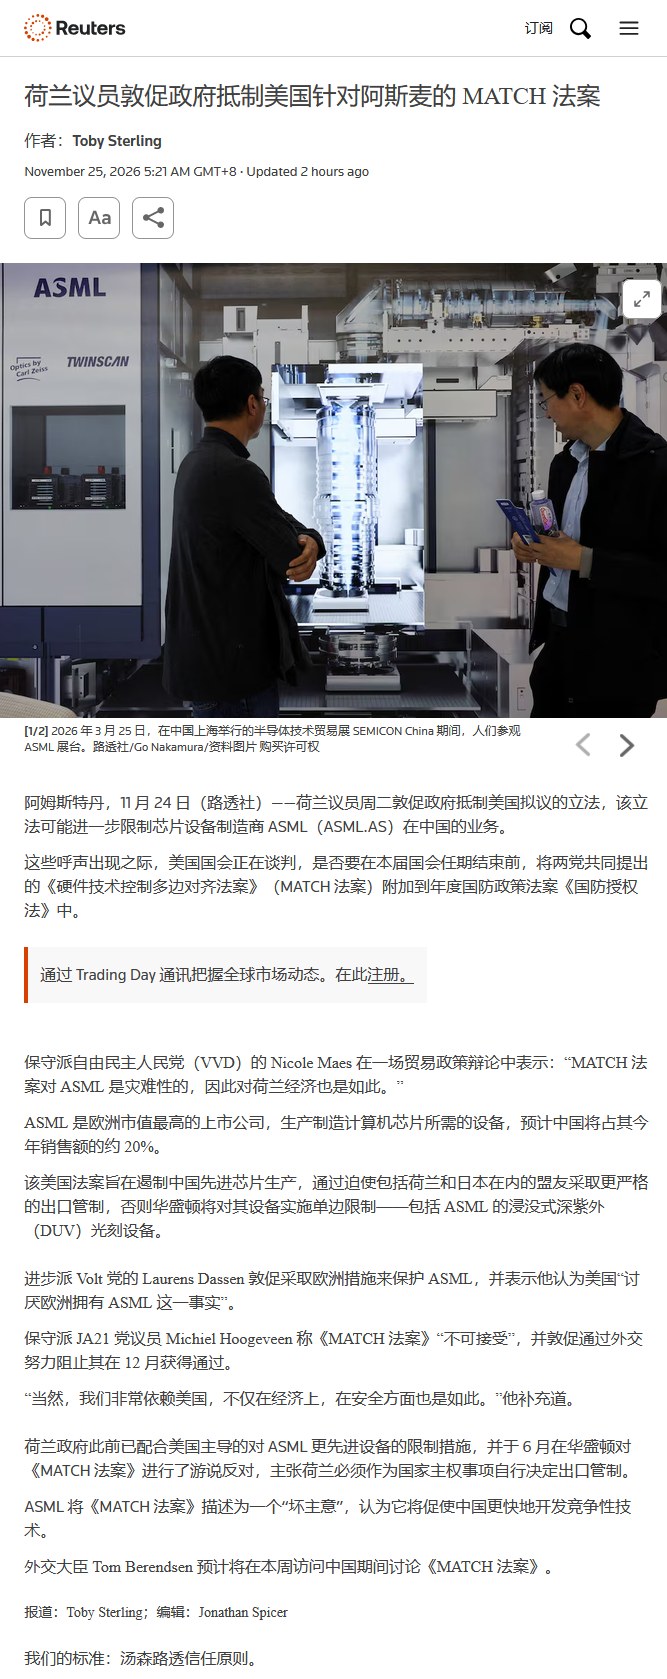 Reuters
订阅
荷兰议员敦促政府抵制美国针对阿斯麦的 MATCH 法案
作者：Toby Sterling
November 25, 2026 5:21 AM GMT+8 · Updated 2 hours ago
Aa
ASML
Optics by
Carl Zeiss
TWINSCAN
[1/2] 2026 年 3 月 25 日，在中国上海举行的半导体技术贸易展 SEMICON China 期间，人们参观
ASML 展台。路透社/Go Nakamura/资料图片 购买许可权
阿姆斯特丹，11 月 24 日（路透社）——荷兰议员周二敦促政府抵制美国拟议的立法，该立
法可能进一步限制芯片设备制造商 ASML（ASML.AS）在中国的业务。
这些呼声出现之际，美国国会正在谈判，是否要在本届国会任期结束前，将两党共同提出
的《硬件技术控制多边对齐法案》（MATCH 法案）附加到年度国防政策法案《国防授权
法》中。
通过 Trading Day 通讯把握全球市场动态。在此注册。
保守派自由民主人民党（VVD）的 Nicole Maes 在一场贸易政策辩论中表示：“MATCH 法
案对 ASML 是灾难性的，因此对荷兰经济也是如此。”
ASML 是欧洲市值最高的上市公司，生产制造计算机芯片所需的设备，预计中国将占其今
年销售额的约 20%。
该美国法案旨在遏制中国先进芯片生产，通过迫使包括荷兰和日本在内的盟友采取更严格
的出口管制，否则华盛顿将对其设备实施单边限制——包括 ASML 的浸没式深紫外
（DUV）光刻设备。
进步派 Volt 党的 Laurens Dassen 敦促采取欧洲措施来保护 ASML，并表示他认为美国“讨
厌欧洲拥有 ASML 这一事实”。
保守派 JA21 党议员 Michiel Hoogeveen 称《MATCH 法案》“不可接受”，并敦促通过外交
努力阻止其在 12 月获得通过。
“当然，我们非常依赖美国，不仅在经济上，在安全方面也是如此。”他补充道。
荷兰政府此前已配合美国主导的对 ASML 更先进设备的限制措施，并于 6 月在华盛顿对
《MATCH 法案》进行了游说反对，主张荷兰必须作为国家主权事项自行决定出口管制。
ASML 将《MATCH 法案》描述为一个“坏主意”，认为它将促使中国更快地开发竞争性技
术。
外交大臣 Tom Berendsen 预计将在本周访问中国期间讨论《MATCH 法案》。
报道：Toby Sterling；编辑：Jonathan Spicer
我们的标准：汤森路透信任原则。